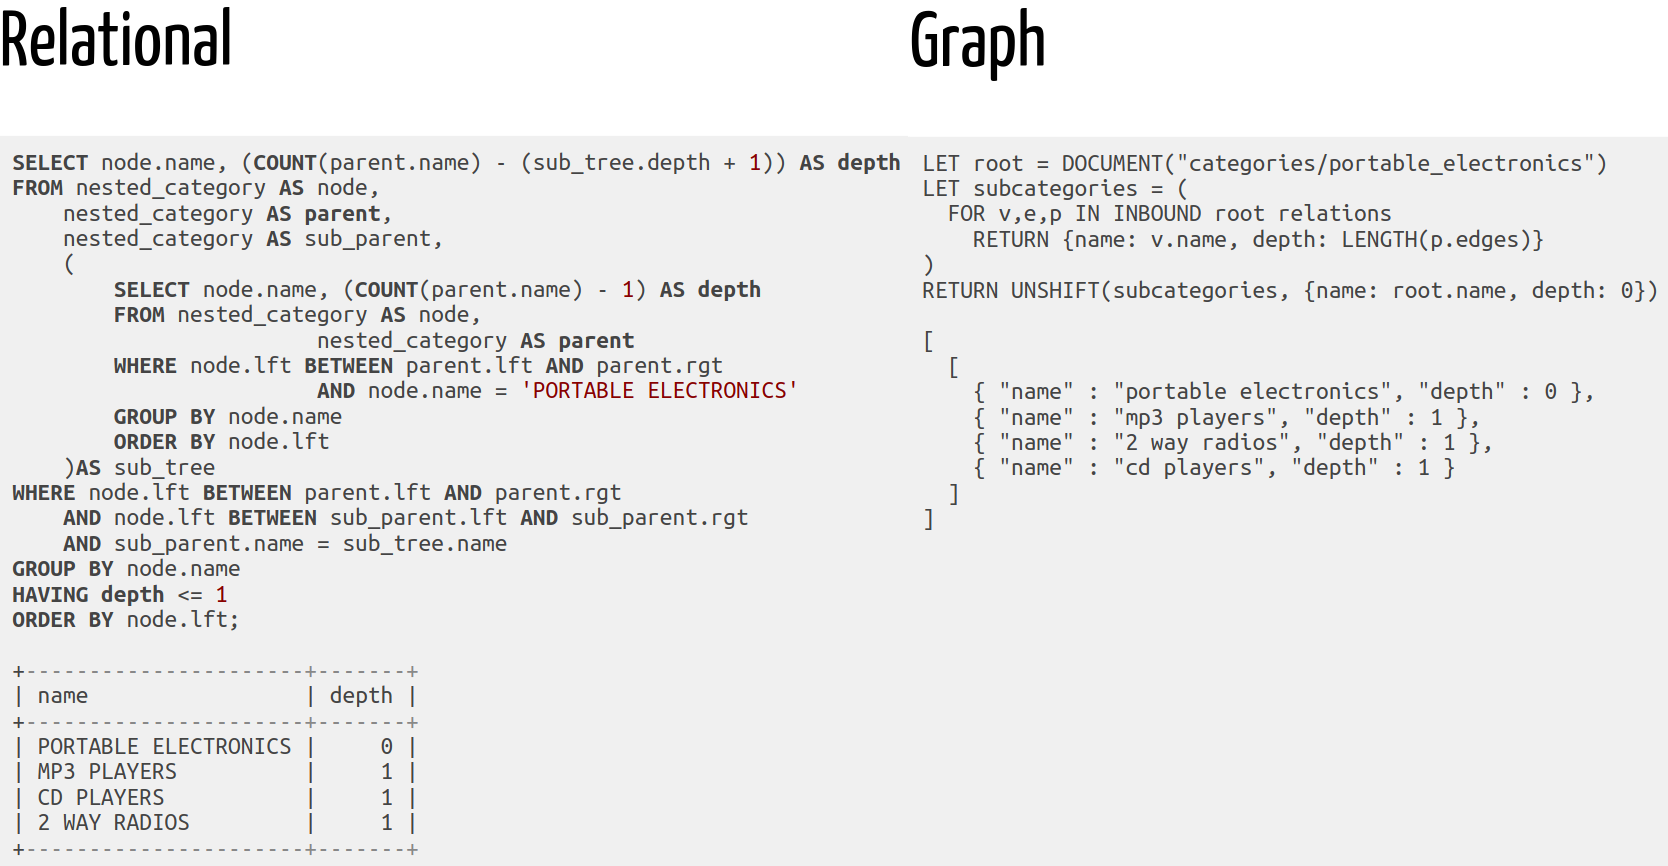 Relational
SELECT node.name, (COUNT(parent.name) - (sub_tree.depth + 1)) AS depth
FROM nested_category AS node,
    nested_category AS parent,
    nested_category AS sub_parent,
    (
        SELECT node.name, (COUNT(parent.name) - 1) AS depth
        FROM nested_category AS node,
                        nested_category AS parent
        WHERE node.lft BETWEEN parent.lft AND parent.rgt
                        AND node.name = 'PORTABLE ELECTRONICS'
        GROUP BY node.name
        ORDER BY node.lft
    )AS sub_tree
WHERE node.lft BETWEEN parent.lft AND parent.rgt
    AND node.lft BETWEEN sub_parent.lft AND sub_parent.rgt
    AND sub_parent.name = sub_tree.name
GROUP BY node.name
HAVING depth <= 1
ORDER BY node.lft;
+----------------------+-------+
| name                 | depth |
+----------------------+-------+
| PORTABLE ELECTRONICS |     0 |
| MP3 PLAYERS          |     1 |
| CD PLAYERS           |     1 |
| 2 WAY RADIOS         |     1 |
+----------------------+-------+
Graph
LET root = DOCUMENT("categories/portable_electronics")
LET subcategories = (
  FOR v,e,p IN INBOUND root relations
    RETURN {name: v.name, depth: LENGTH(p.edges)}
)
RETURN UNSHIFT(subcategories, {name: root.name, depth: 0})
[
  [
    { "name" : "portable electronics", "depth" : 0 },
    { "name" : "mp3 players", "depth" : 1 },
    { "name" : "2 way radios", "depth" : 1 },
    { "name" : "cd players", "depth" : 1 }
  ]
]